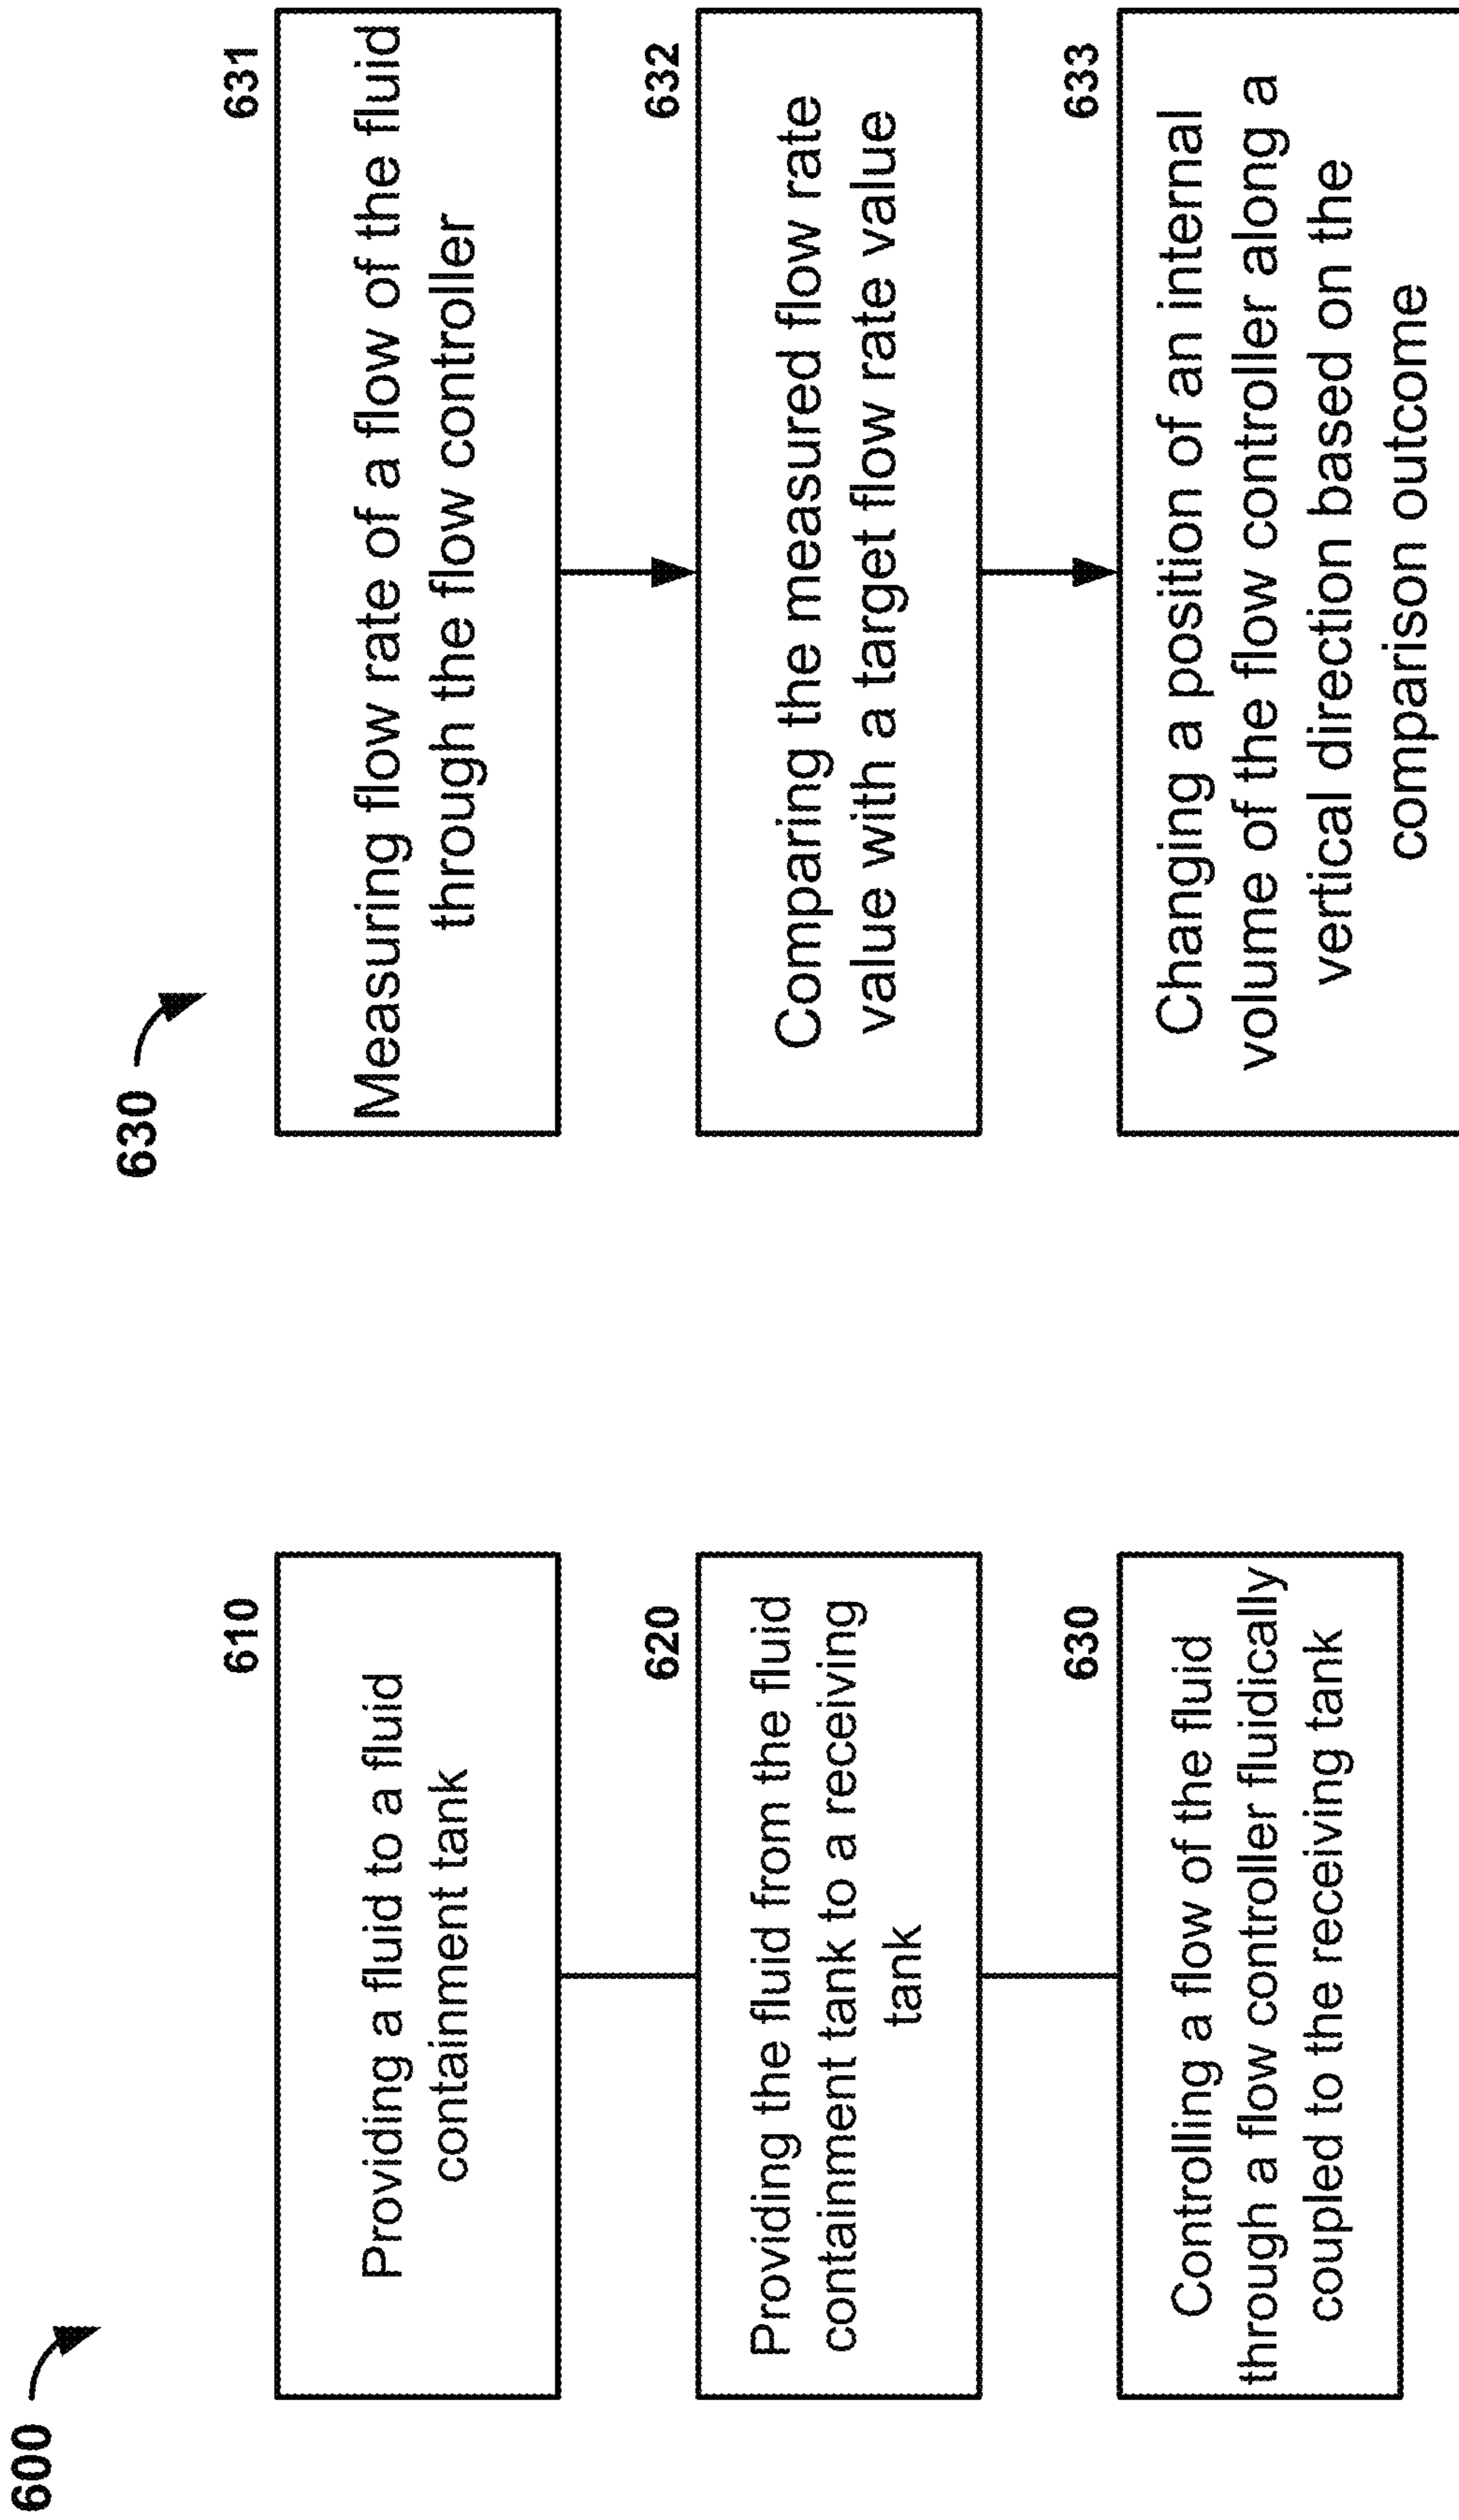 600
610
Providing a fluid to a fluid
containment tank
620
Providing the fluid from the fluid
containment tank to a receiving
tank
630
Controlling a flow of the fluid
through a flow controller fluidically
coupled to the receiving tank
630
631
Measuring flow rate of a flow of the fluid
through the flow controller
632
Comparing the measured flow rate
value with a target flow rate value
633
Changing a position of an internal
volume of the flow controller along a
vertical direction based on the
comparison outcome